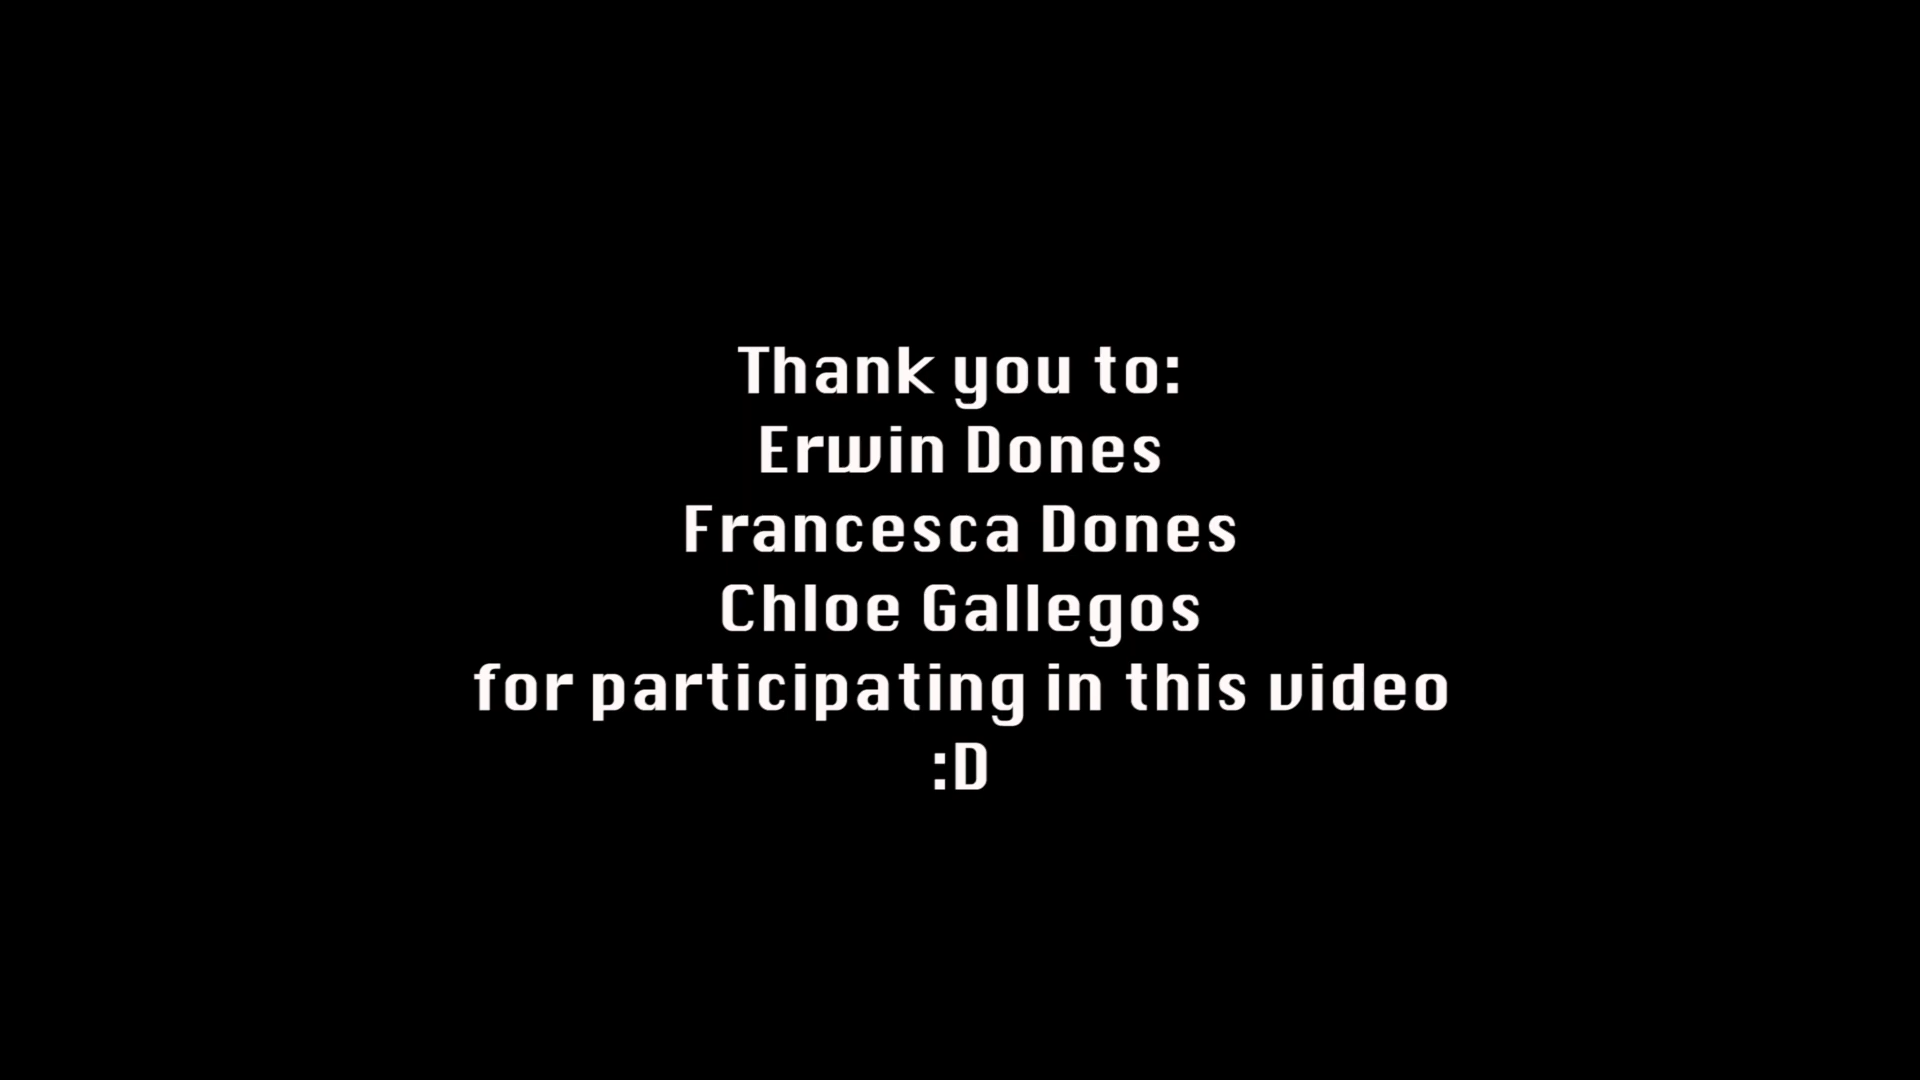 Thank you to:
Erwin Dones
Francesca Dones
Chloe Gallegos
for participating in this video
:D